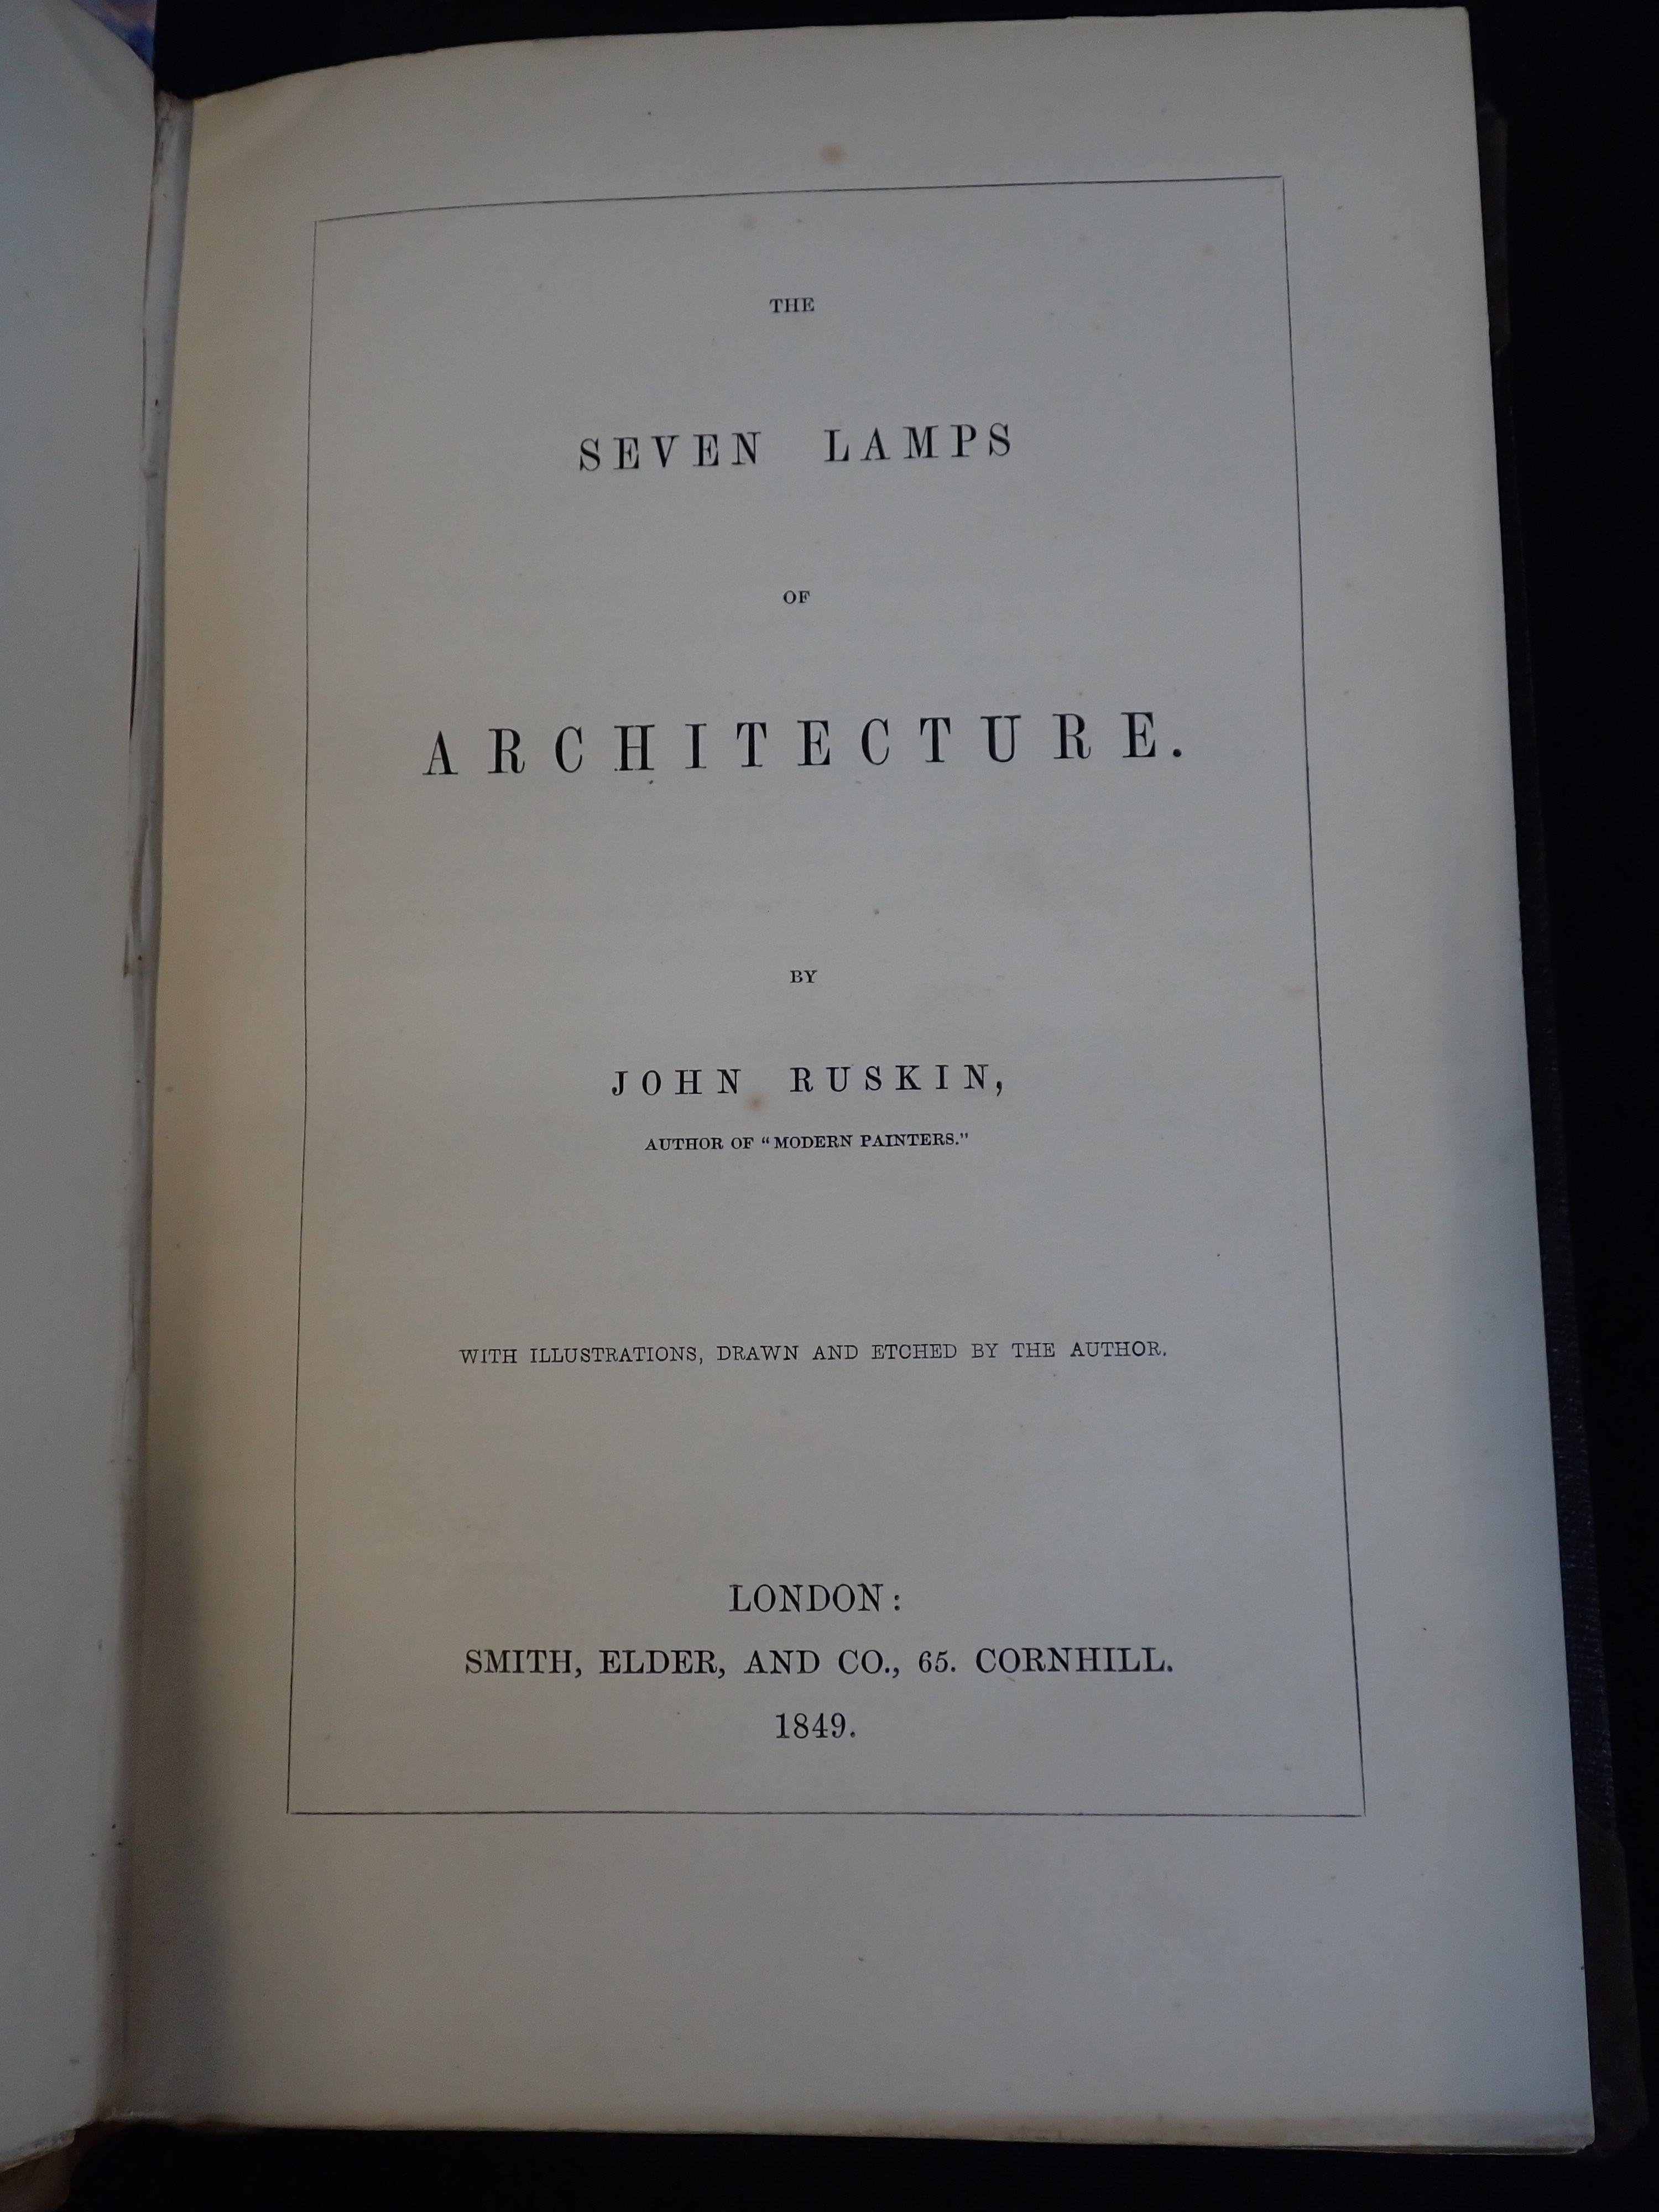 THE
SEVEN LAMPS
OF
ARCHITECTURE.
BY
JOHN RUSKIN,
AUTHOR OF "MODERN PAINTERS."
WITH ILLUSTRATIONS, DRAWN AND ETCHED BY THE AUTHOR.
LONDON:
SMITH, ELDER, AND CO., 65. CORNHILL.
1849.